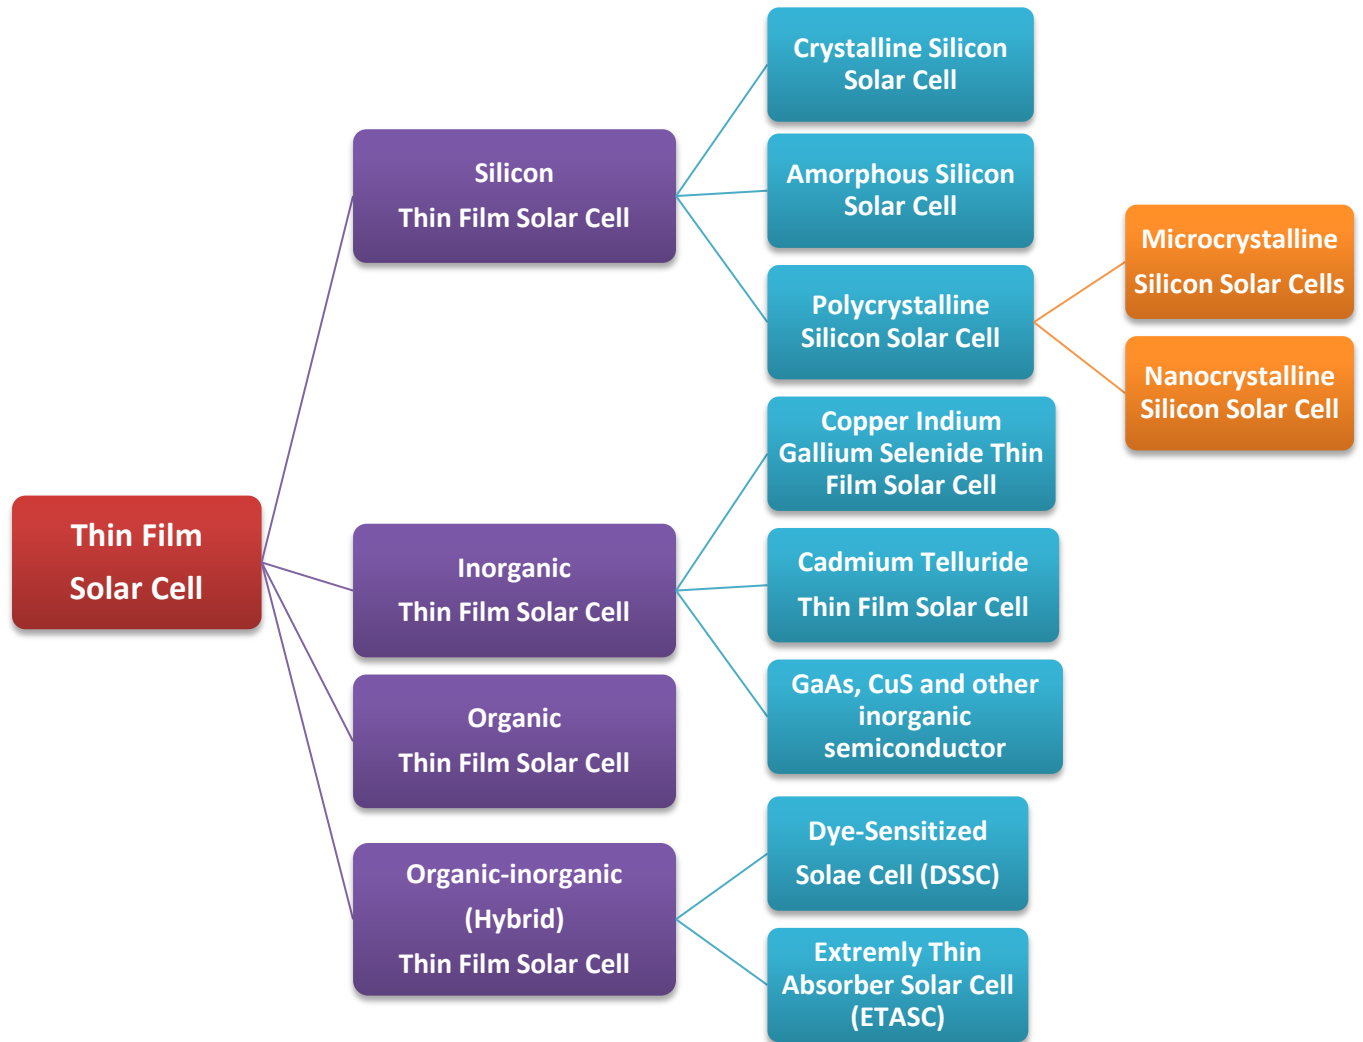 Thin Film
Solar Cell
Silicon
Thin Film Solar Cell
Crystalline Silicon
Solar Cell
Amorphous Silicon
Solar Cell
Polycrystalline
Silicon Solar Cell
Microcrystalline
Silicon Solar Cells
Nanocrystalline
Silicon Solar Cell
Inorganic
Thin Film Solar Cell
Copper Indium
Gallium Selenide Thin
Film Solar Cell
Cadmium Telluride
Thin Film Solar Cell
GaAs, CuS and other
inorganic
semiconductor
Organic
Thin Film Solar Cell
Organic-inorganic
(Hybrid)
Thin Film Solar Cell
Dye-Sensitized
Solae Cell (DSSC)
Extremly Thin
Absorber Solar Cell
(ETASC)